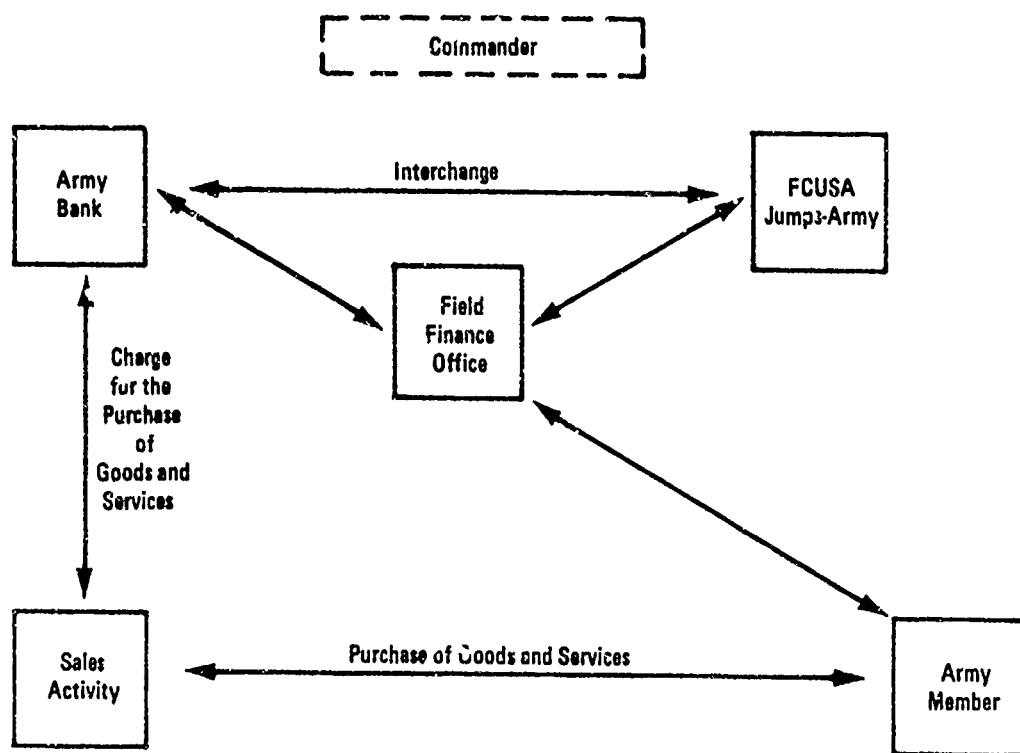 Commander
Army
Bank
Interchange
FCUSA
Jumps-Army
Field
Finance
Office
Charge
for the
Purchase
of
Goods and
Services
Sales
Activity
Purchase of Goods and Services
Army
Member